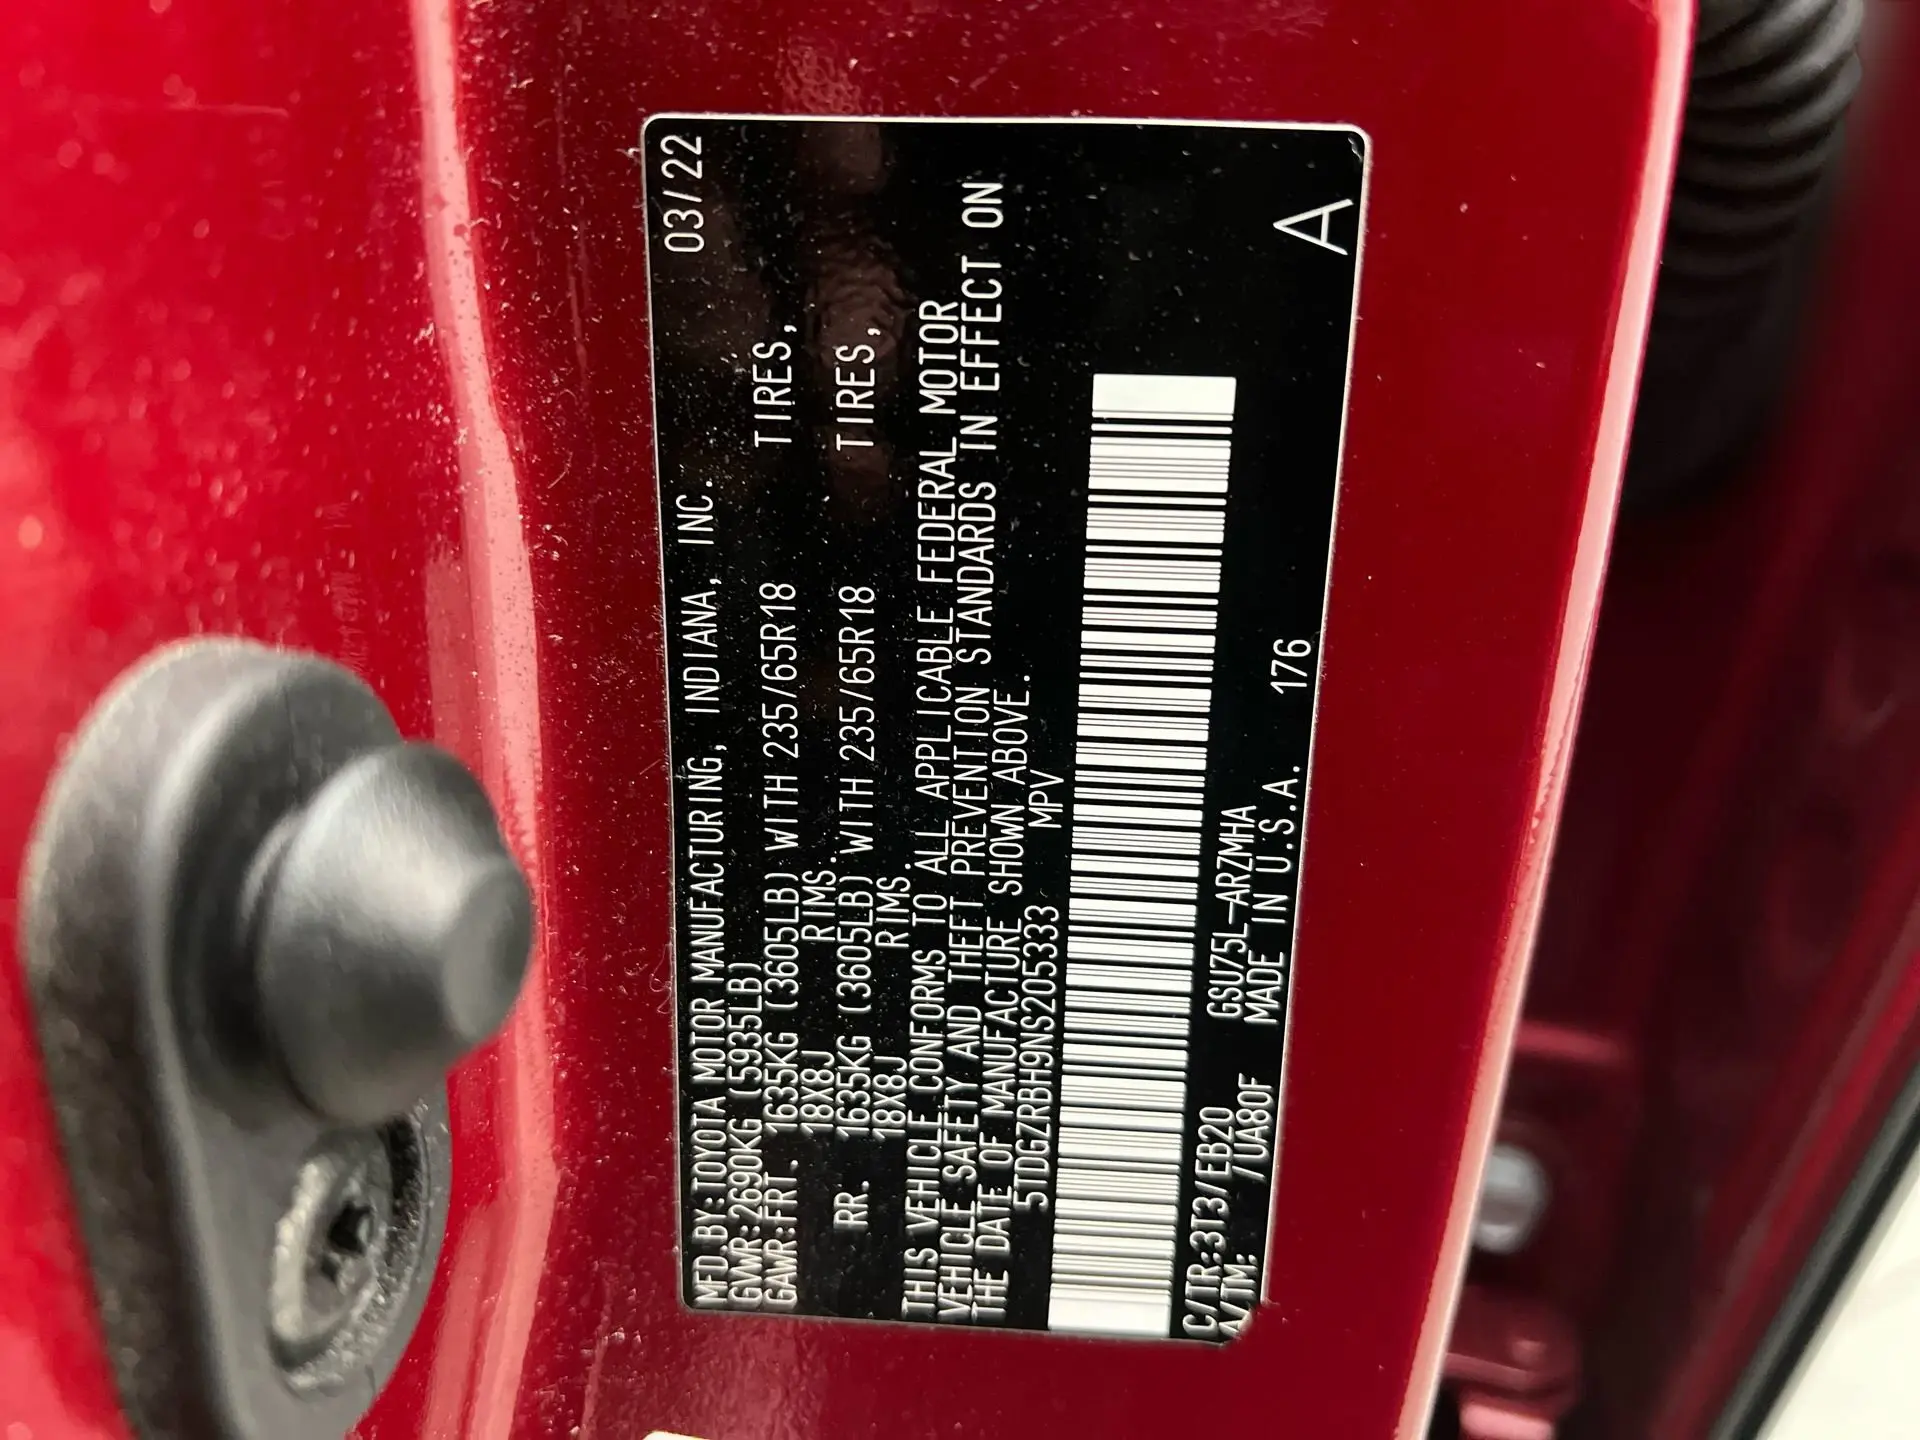 MFD.BY:TOYOTA MOTOR MANUFACTURING, INDIANA, INC. 03/22
GVWR:2690KG (5935LB)
GAWR:FRT. 1635KG (3605LB) WITH 235/65R18 TIRES,
18X8J RIMS.
RR. 1635KG (3605LB) WITH 235/65R18 TIRES,
18X8J RIMS.
THIS VEHICLE CONFORMS TO ALL APPLICABLE FEDERAL MOTOR
VEHICLE SAFETY AND THEFT PREVENTION STANDARDS IN EFFECT ON
THE DATE OF MANUFACTURE SHOWN ABOVE.
5TDGZRBH9NS205333 MPV
C/TR:3T3/EB20 GSU75L-ARZMHA
A/TM: /UA80F MADE IN U.S.A. 176
A